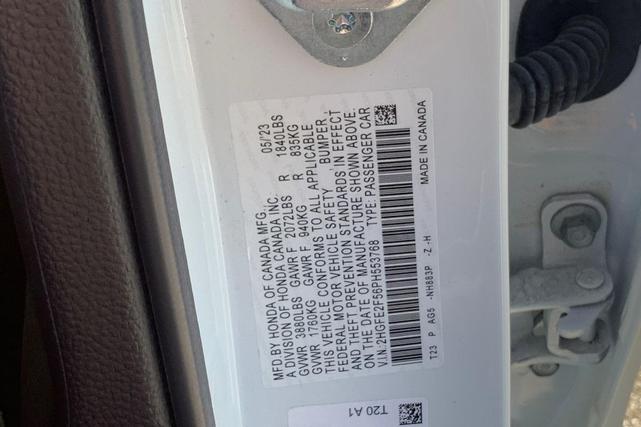 MFD.BY HONDA OF CANADA MFG. 05/23
A DIVISION OF HONDA CANADA INC.
GVWR 3880LBS GAWR F 2072LBS R 1840LBS
GVWR 1760KG GAWR F 940KG R 835KG
THIS VEHICLE CONFORMS TO ALL APPLICABLE
FEDERAL MOTOR VEHICLE SAFETY, BUMPER,
AND THEFT PREVENTION STANDARDS IN EFFECT
ON THE DATE OF MANUFACTURE SHOWN ABOVE
V.I.N:2HGFE2F56PH553768 TYPE: PASSENGER CAR
T23 P AG5 -NH883P -Z -H MADE IN CANADA
T20 A1